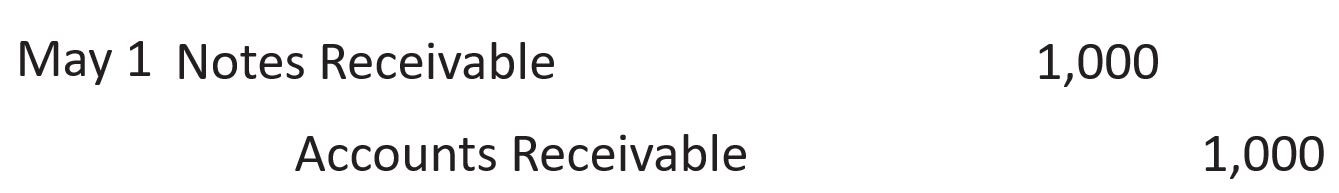 May 1 Notes Receivable 1,000
Accounts Receivable 1,000